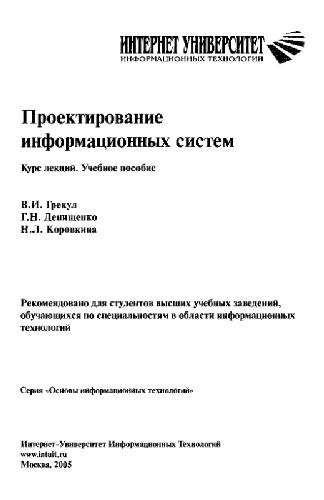 ИНТЕРНЕТ УНИВЕРСИТЕТ
ИНФОРМАЦИОННЫХ ТЕХНОЛОГИЙ
Проектирование
информационных систем
Курс лекций. Учебное пособие
В.И. Грекул
Г.Н. Денищенко
Н.Л. Коровкина
Рекомендовано для студентов высших учебных заведений,
обучающихся по специальностям в области информационных
технологий
Серия «Основы информационных технологий»
Интернет-Университет Информационных Технологий
www.intuit.ru
Москва, 2005